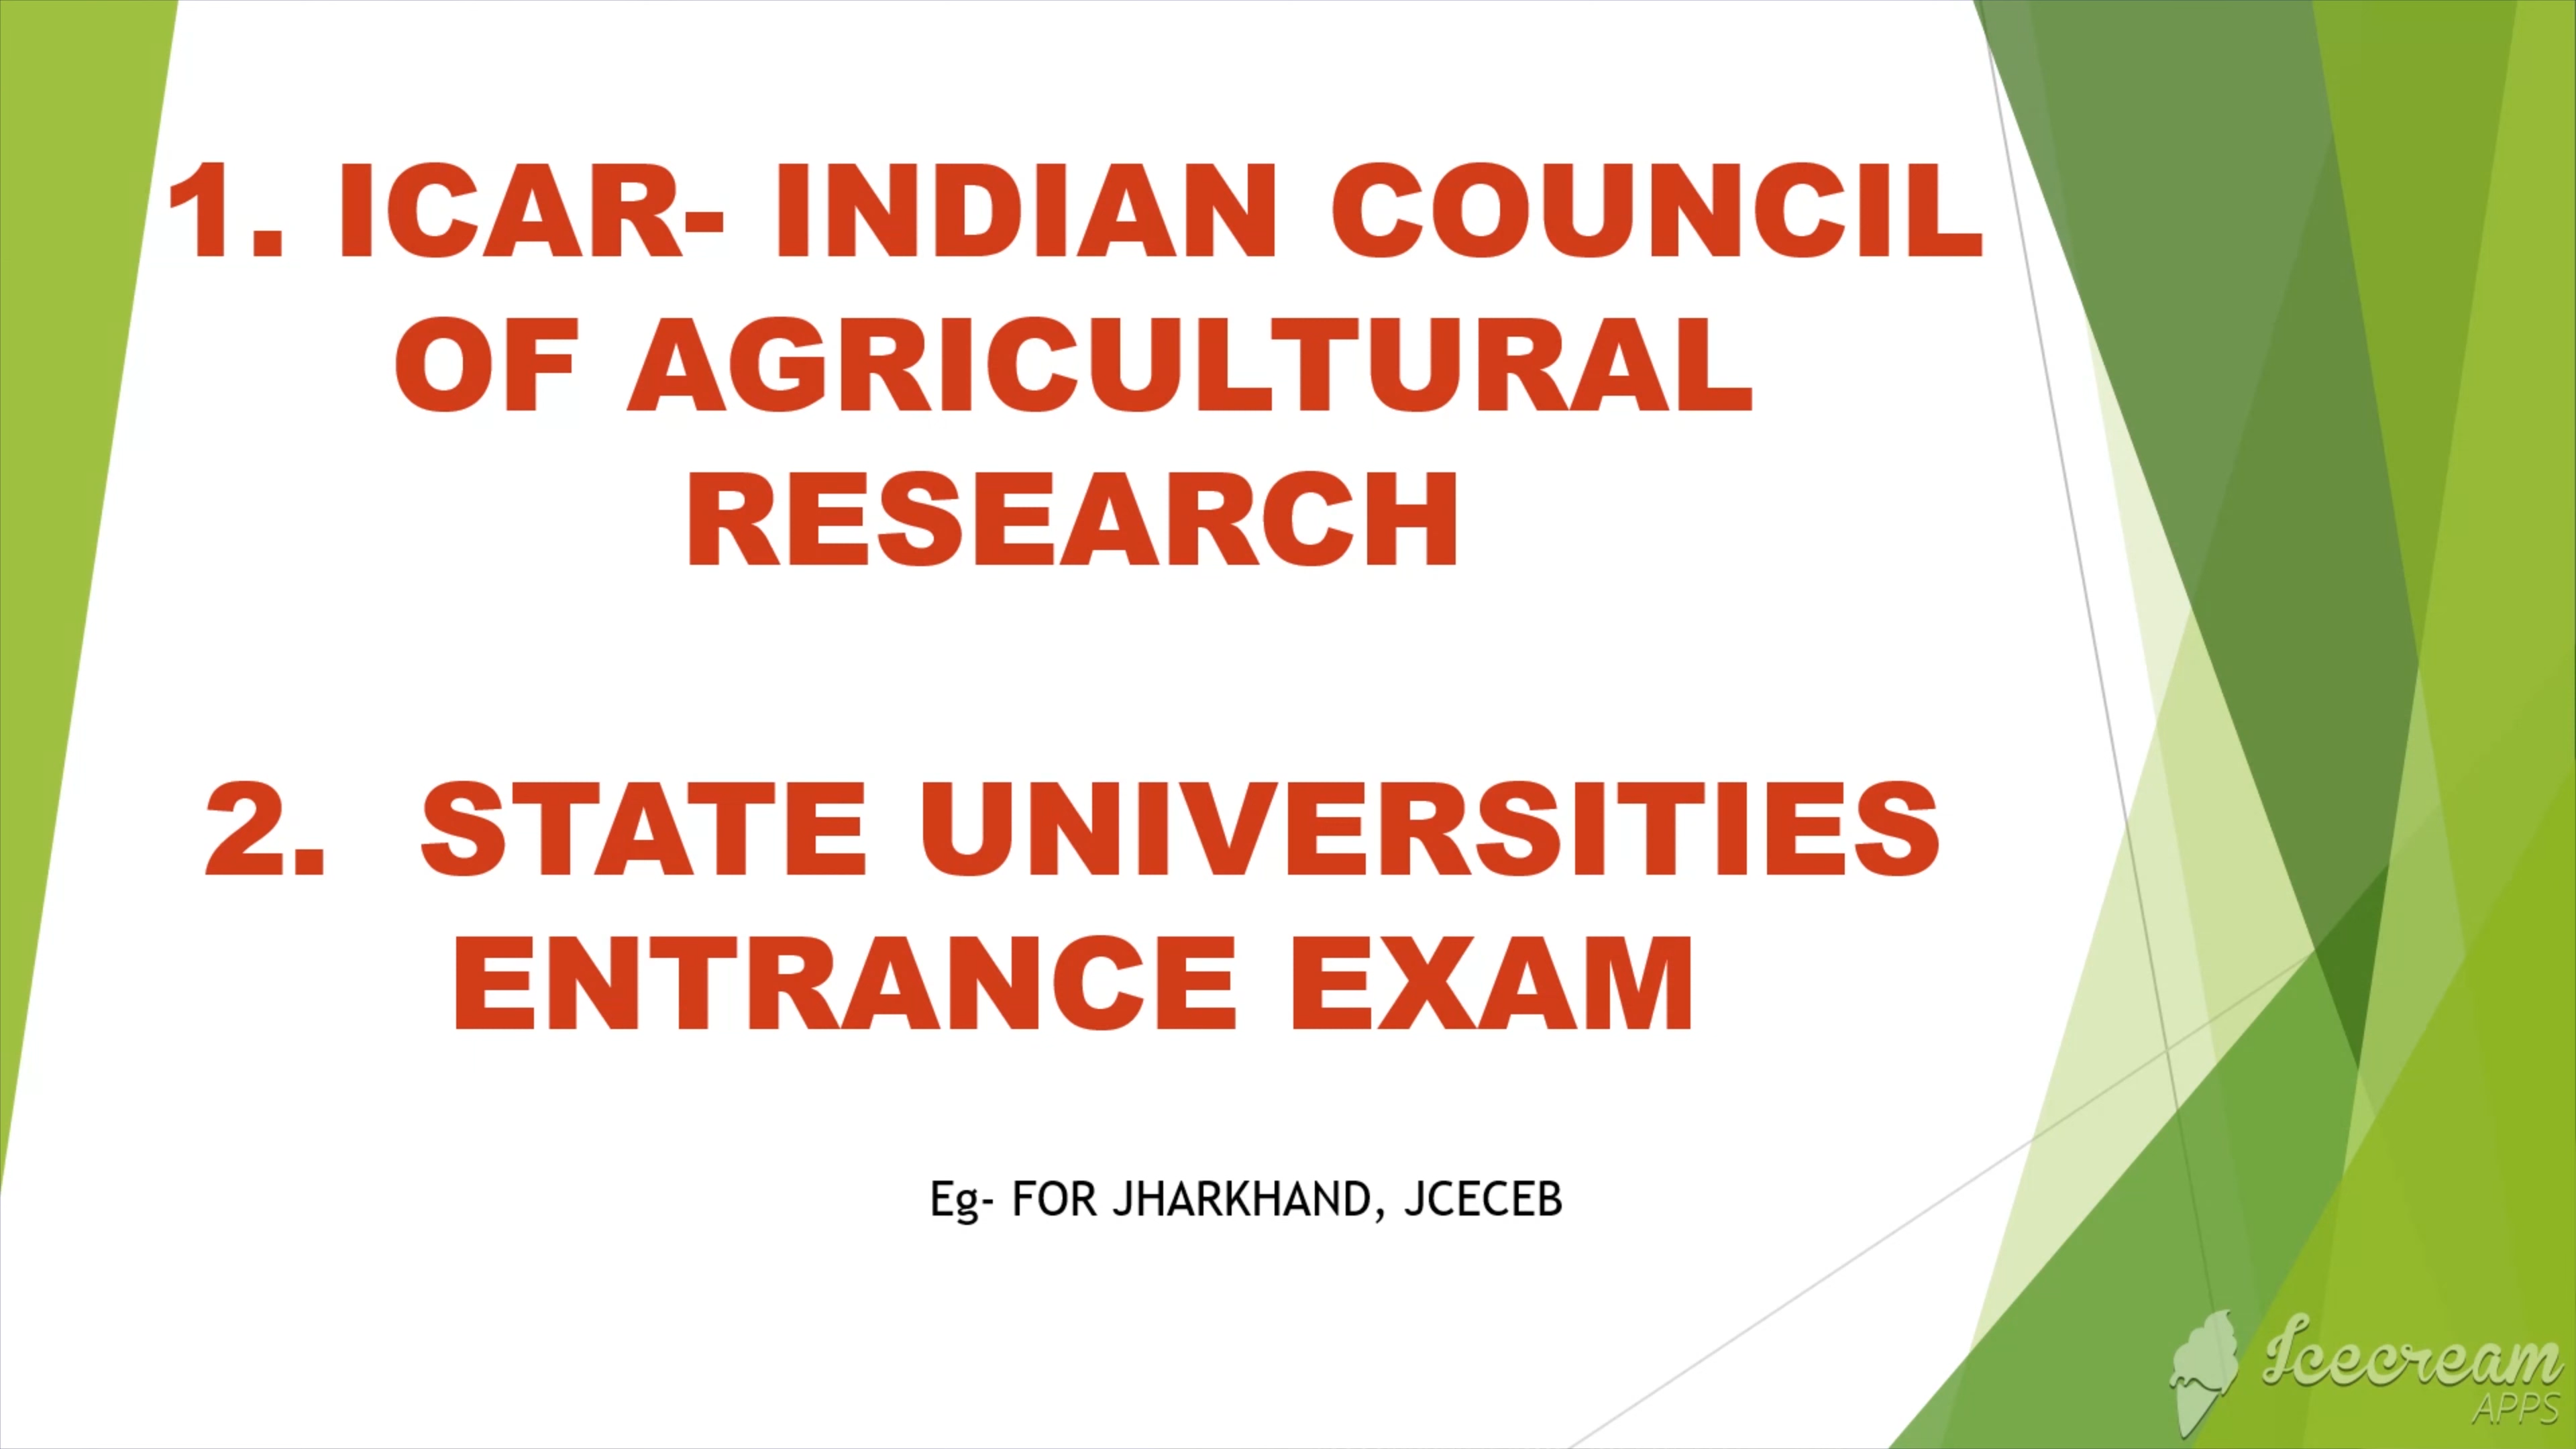 1. ICAR- INDIAN COUNCIL
OF AGRICULTURAL
RESEARCH
2. STATE UNIVERSITIES
ENTRANCE EXAM
Eg- FOR JHARKHAND, JCECEB
Icecream
APPS